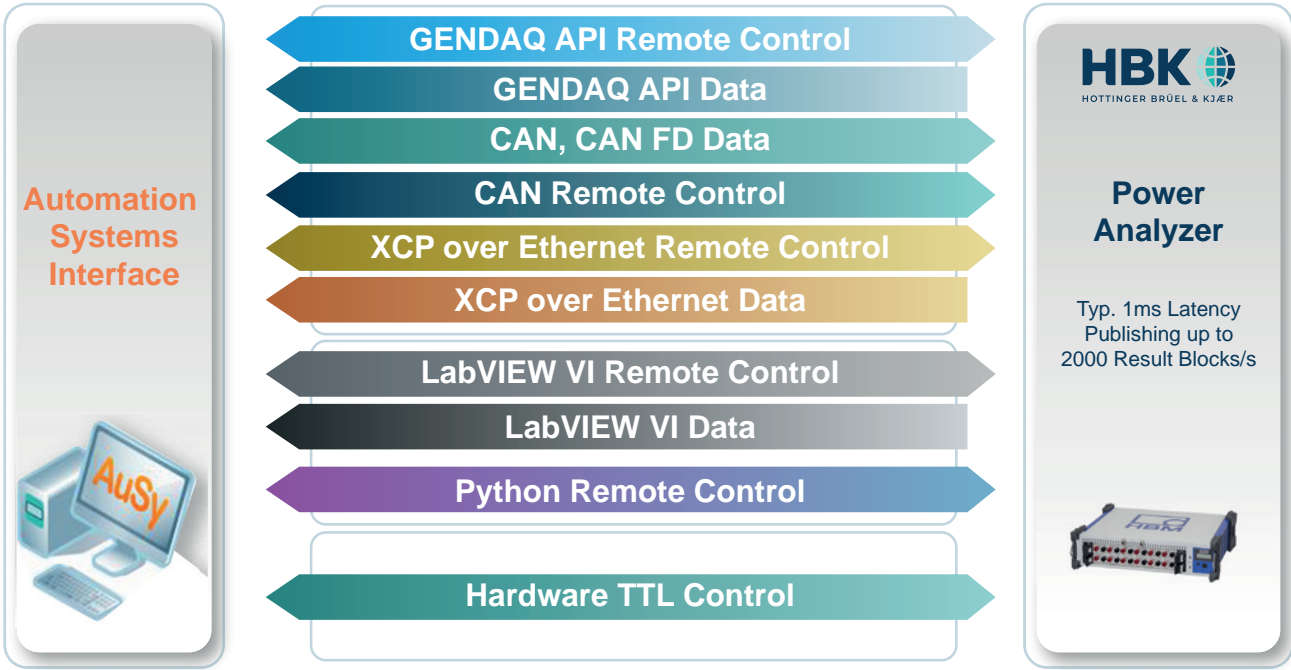 Automation
Systems
Interface
AuSy
GENDAQ API Remote Control
GENDAQ API Data
CAN, CAN FD Data
CAN Remote Control
XCP over Ethernet Remote Control
XCP over Ethernet Data
LabVIEW VI Remote Control
LabVIEW VI Data
Python Remote Control
Hardware TTL Control
HBK
HOTTINGER BRÜEL & KJÆR
Power
Analyzer
Typ. 1ms Latency
Publishing up to
2000 Result Blocks/s
HBM